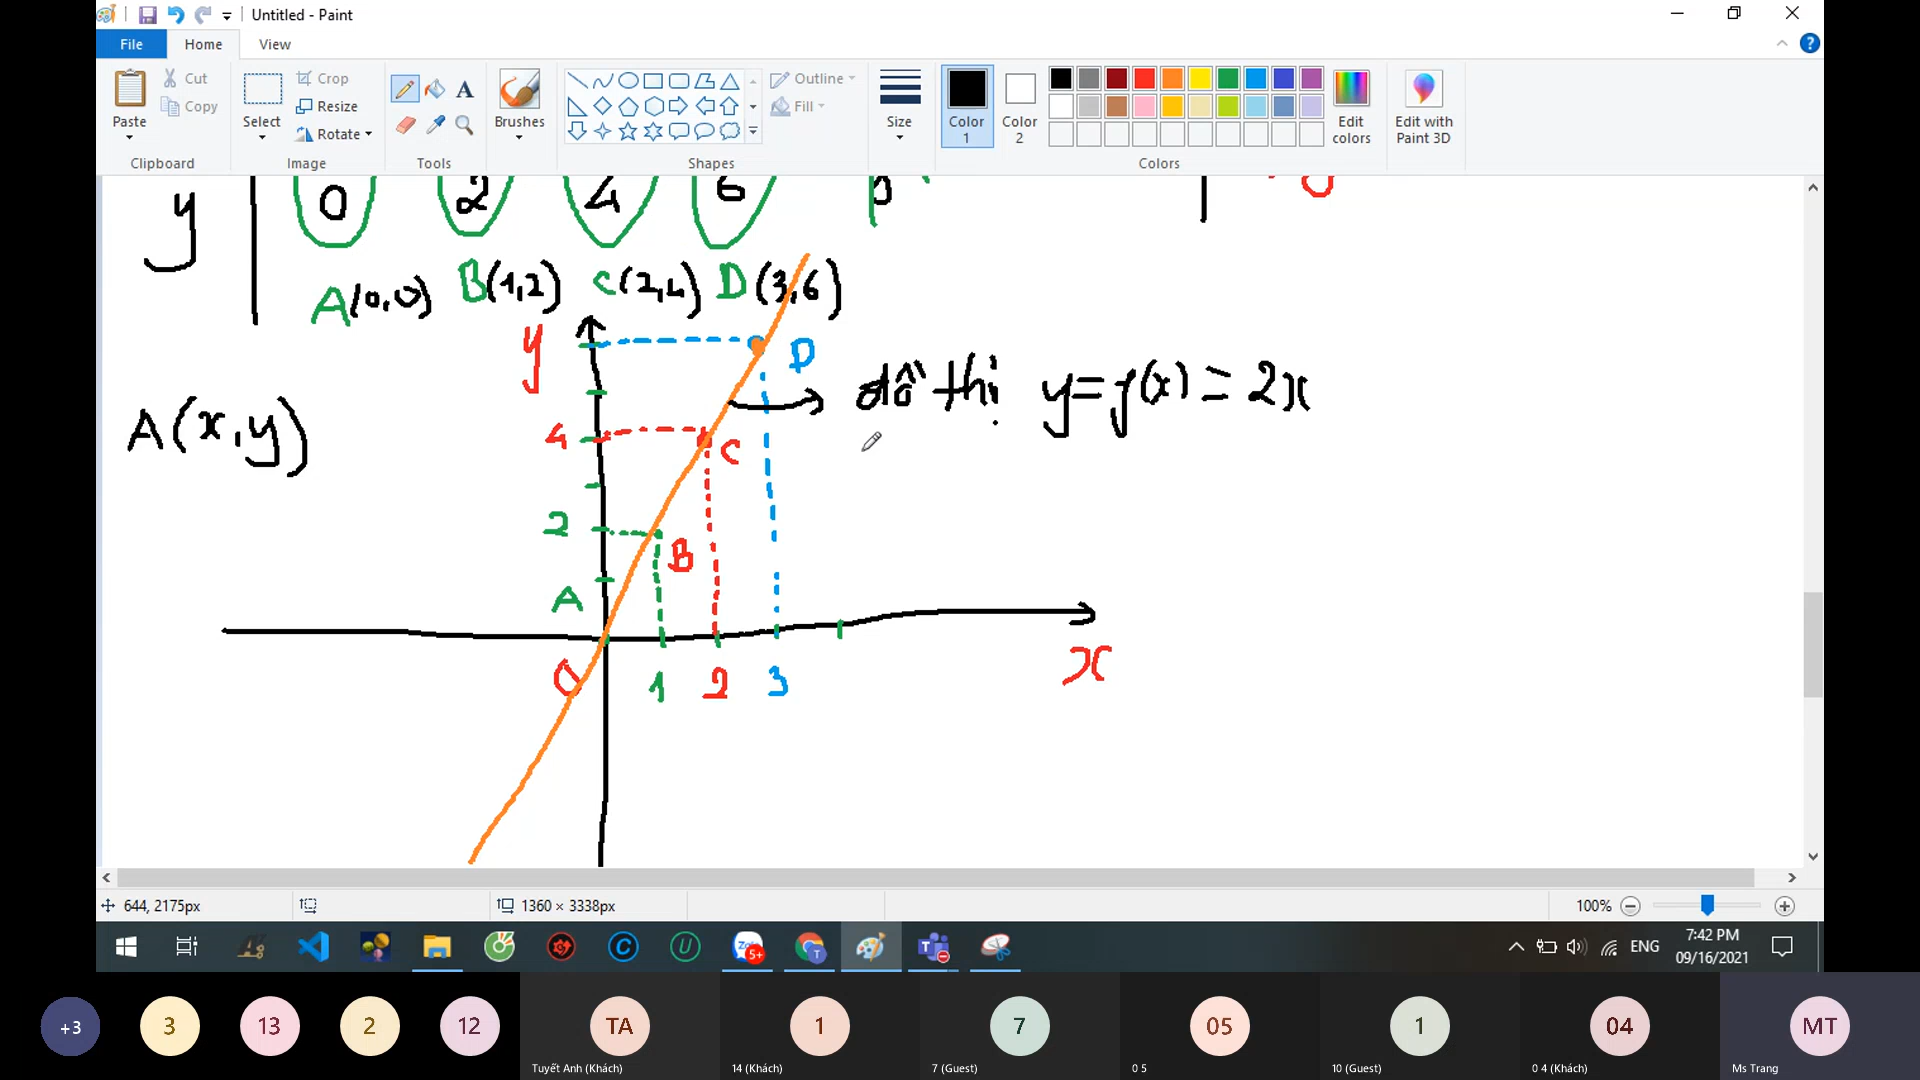 Untitled - Paint
File Home View
Paste
Cut
Copy
Clipboard
Select
Crop
Resize
Rotate
Image
Tools
Brushes
Shapes
Outline
Fill
Size
Color 1
Color 2
Colors
Edit colors
Edit with Paint 3D
y 0 2 4 6
A(0,0) B(1,2) C(2,4) D(3,6)
y
D
đồ thị y=f(x) = 2x
A(x,y)
4 C
2
B
A
O 1 2 3 x
644, 2175px
1360 × 3338px
100%
5+
T
ENG
7:42 PM
09/16/2021
+3 3 13 2 12 TA 1 7 05 1 04 MT
Tuyết Anh (Khách) 14 (Khách) 7 (Guest) 0 5 10 (Guest) 0 4 (Khách) Ms Trang